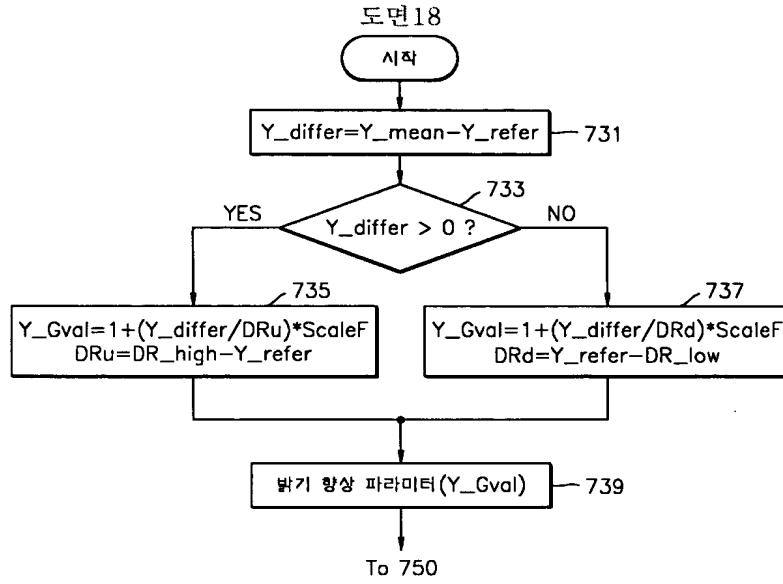 도면18
시작
Y_differ=Y_mean-Y_refer
731
733
YES
Y_differ > 0 ?
NO
735
Y_Gval=1+(Y_differ/DRu)*ScaleF
DRu=DR_high-Y_refer
737
Y_Gval=1+(Y_differ/DRd)*ScaleF
DRd=Y_refer-DR_low
밝기 향상 파라미터(Y_Gval)
739
To 750